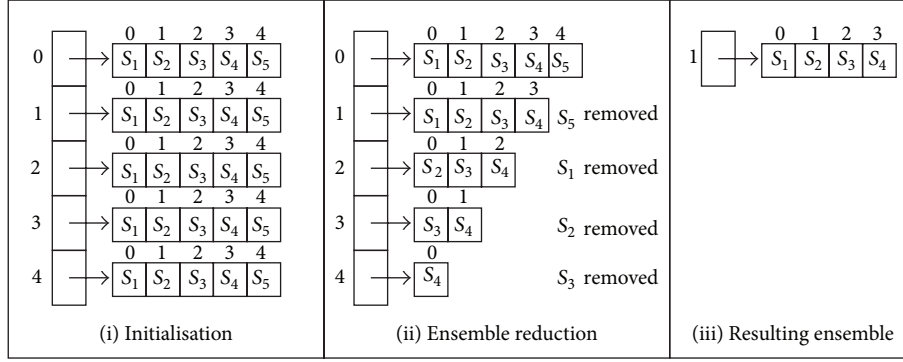 0 1 2 3 4
0 S1 S2 S3 S4 S5
0 1 2 3 4
1 S1 S2 S3 S4 S5
0 1 2 3 4
2 S1 S2 S3 S4 S5
0 1 2 3 4
3 S1 S2 S3 S4 S5
0 1 2 3 4
4 S1 S2 S3 S4 S5
(i) Initialisation
0 1 2 3 4
0 S1 S2 S3 S4 S5
0 1 2 3
1 S1 S2 S3 S4 S5 removed
0 1 2
2 S2 S3 S4 S1 removed
0 1
3 S3 S4 S2 removed
0
4 S4 S3 removed
(ii) Ensemble reduction
0 1 2 3
1 S1 S2 S3 S4
(iii) Resulting ensemble